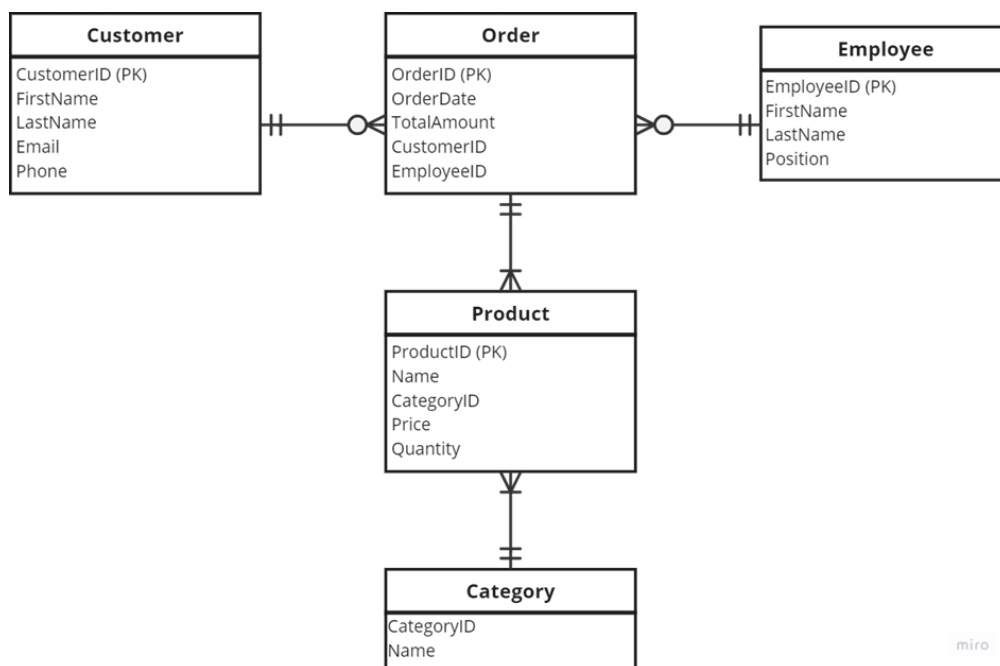 Customer
CustomerID (PK)
FirstName
LastName
Email
Phone
Order
OrderID (PK)
OrderDate
TotalAmount
CustomerID
EmployeeID
Employee
EmployeeID (PK)
FirstName
LastName
Position
Product
ProductID (PK)
Name
CategoryID
Price
Quantity
Category
CategoryID
Name
miro